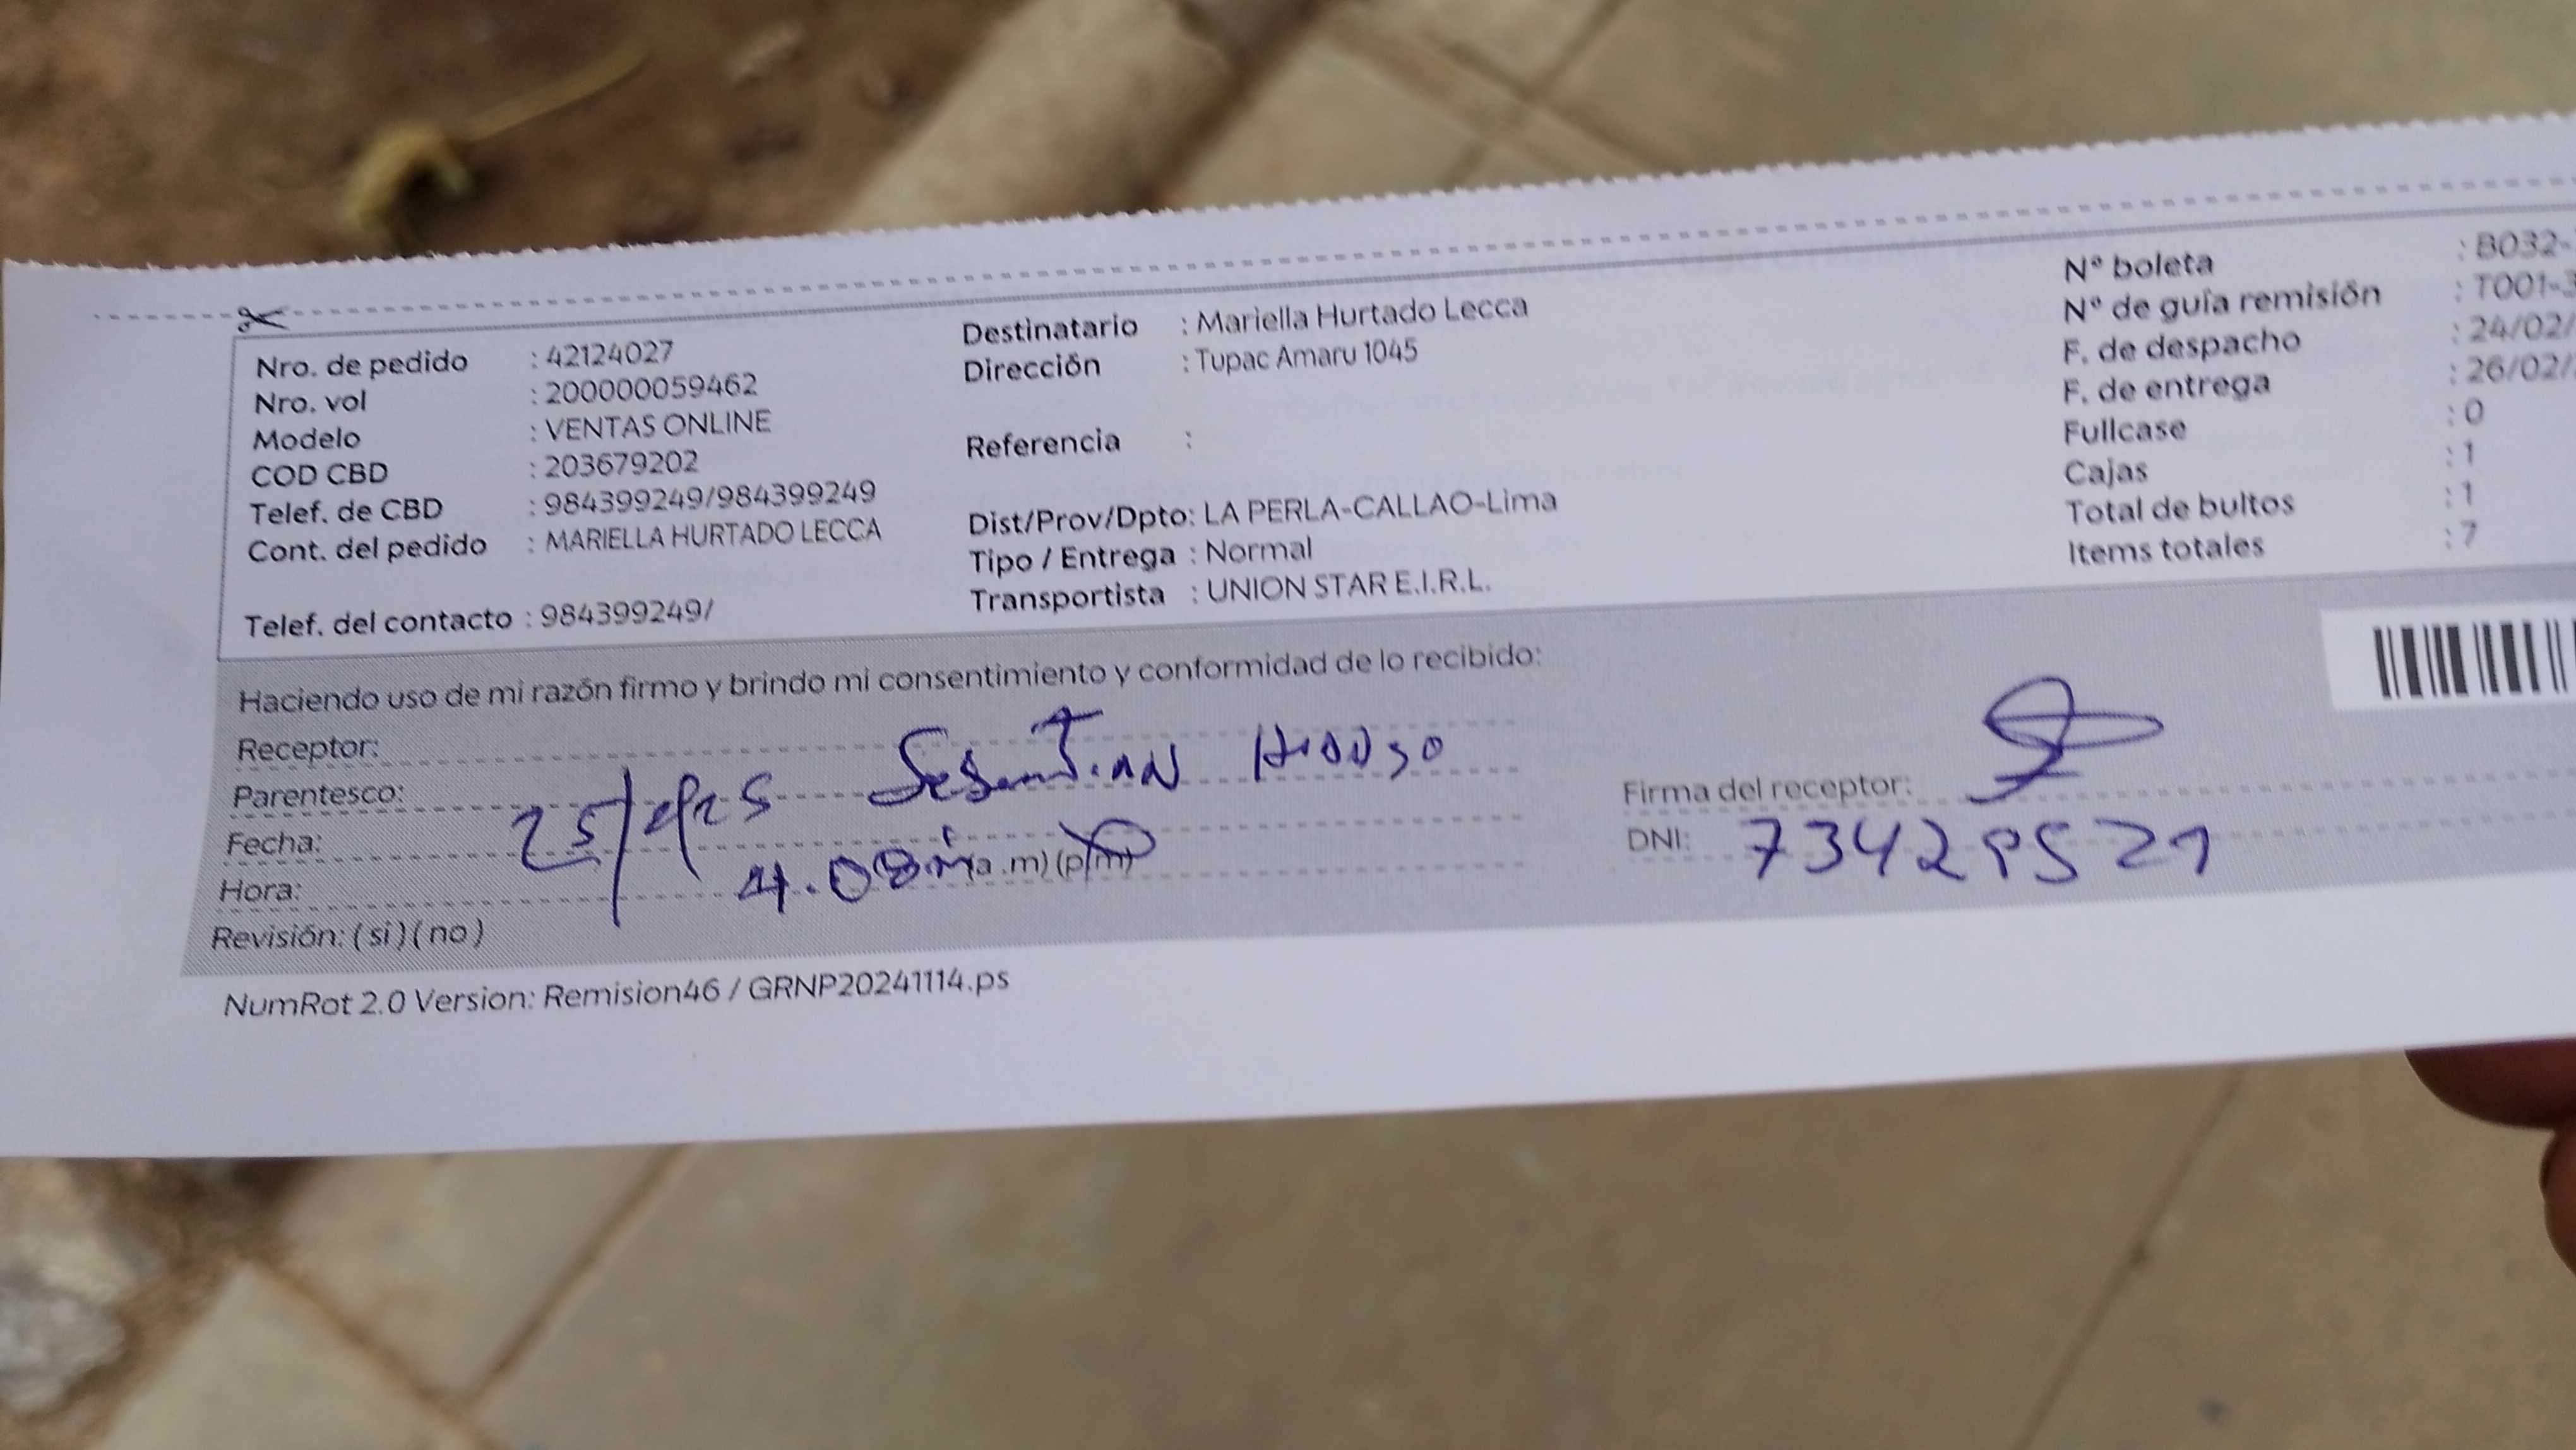 Nro. de pedido : 42124027
Nro. vol : 200000059462
Modelo : VENTAS ONLINE
COD CBD : 203679202
Telef. de CBD : 984399249/984399249
Cont. del pedido : MARIELLA HURTADO LECCA
Telef. del contacto : 984399249/
Destinatario : Mariella Hurtado Lecca
Dirección : Tupac Amaru 1045
Referencia :
Dist/Prov/Dpto: LA PERLA-CALLAO-Lima
Tipo / Entrega : Normal
Transportista : UNION STAR E.I.R.L.
N° boleta : B032-
N° de guía remisión : T001-3
F. de despacho : 24/02/
F. de entrega : 26/02/
Fullcase : 0
Cajas : 1
Total de bultos : 1
Items totales : 7
Haciendo uso de mi razón firmo y brindo mi consentimiento y conformidad de lo recibido:
Receptor:
Parentesco:
Fecha:
Hora: 4.08 (a.m) (p.m)
Revisión: ( si ) ( no )
Firma del receptor:
DNI:
NumRot 2.0 Version: Remision46 / GRNP20241114.ps